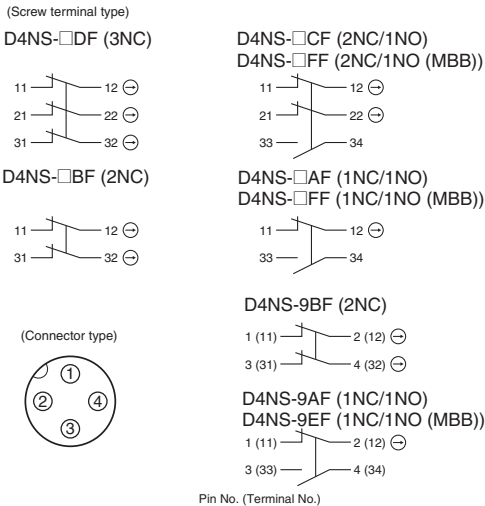 (Screw terminal type)
D4NS-□DF (3NC)
11 12
21 22
31 32
D4NS-□BF (2NC)
11 12
31 32
D4NS-□CF (2NC/1NO)
D4NS-□FF (2NC/1NO (MBB))
11 12
21 22
33 34
D4NS-□AF (1NC/1NO)
D4NS-□FF (1NC/1NO (MBB))
11 12
33 34
(Connector type)
1
2 4
3
D4NS-9BF (2NC)
1 (11) 2 (12)
3 (31) 4 (32)
D4NS-9AF (1NC/1NO)
D4NS-9EF (1NC/1NO (MBB))
1 (11) 2 (12)
3 (33) 4 (34)
Pin No. (Terminal No.)